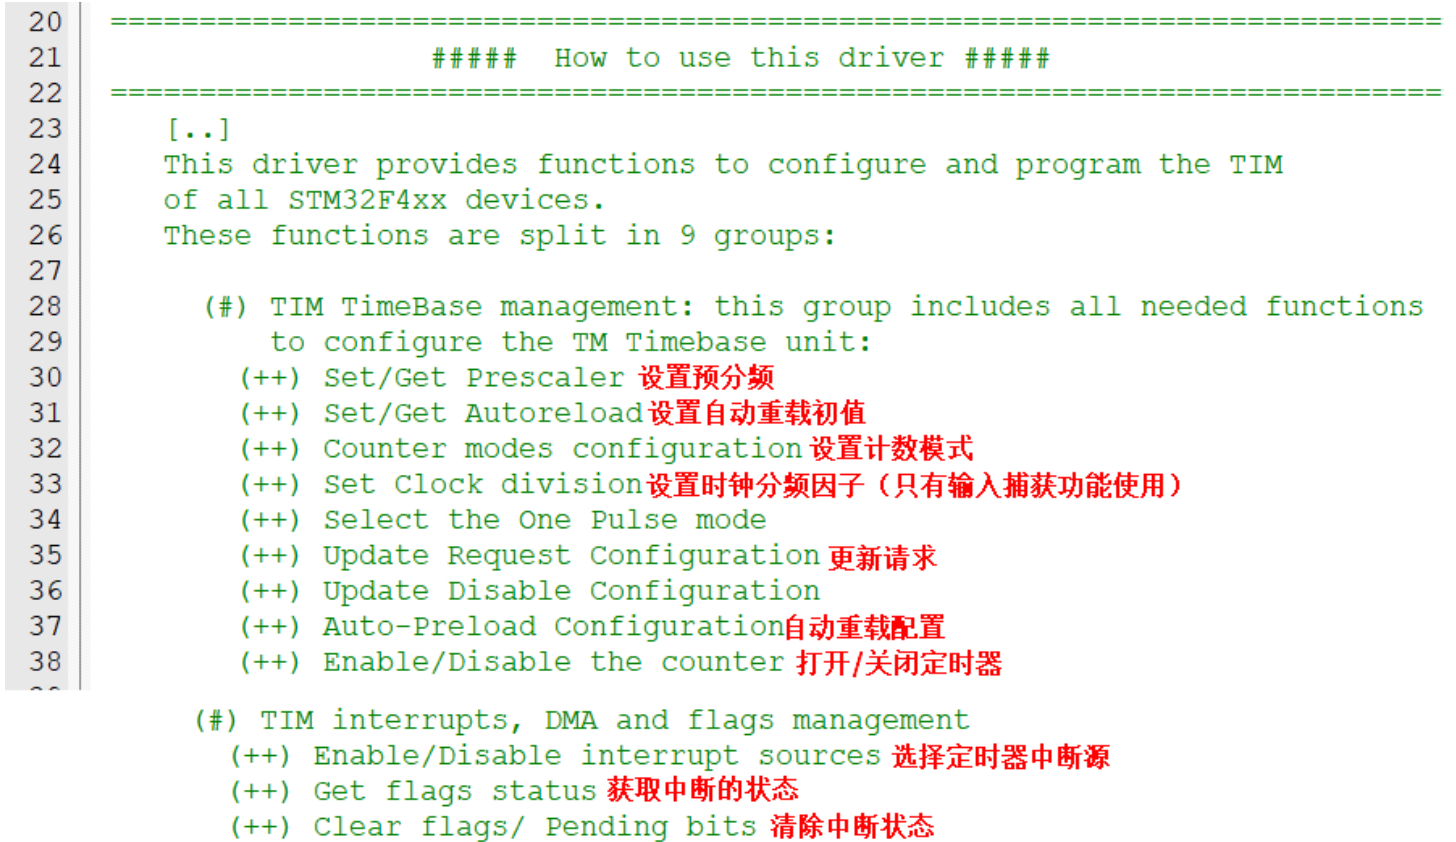 20 ===========================================================================
21 ##### How to use this driver #####
22 ===========================================================================
23 [..]
24 This driver provides functions to configure and program the TIM
25 of all STM32F4xx devices.
26 These functions are split in 9 groups:
27
28 (#) TIM TimeBase management: this group includes all needed functions
29 to configure the TM Timebase unit:
30 (++) Set/Get Prescaler 设置预分频
31 (++) Set/Get Autoreload 设置自动重载初值
32 (++) Counter modes configuration 设置计数模式
33 (++) Set Clock division 设置时钟分频因子（只有输入捕获功能使用）
34 (++) Select the One Pulse mode
35 (++) Update Request Configuration 更新请求
36 (++) Update Disable Configuration
37 (++) Auto-Preload Configuration 自动重载配置
38 (++) Enable/Disable the counter 打开/关闭定时器
(#) TIM interrupts, DMA and flags management
(++) Enable/Disable interrupt sources 选择定时器中断源
(++) Get flags status 获取中断的状态
(++) Clear flags/ Pending bits 清除中断状态